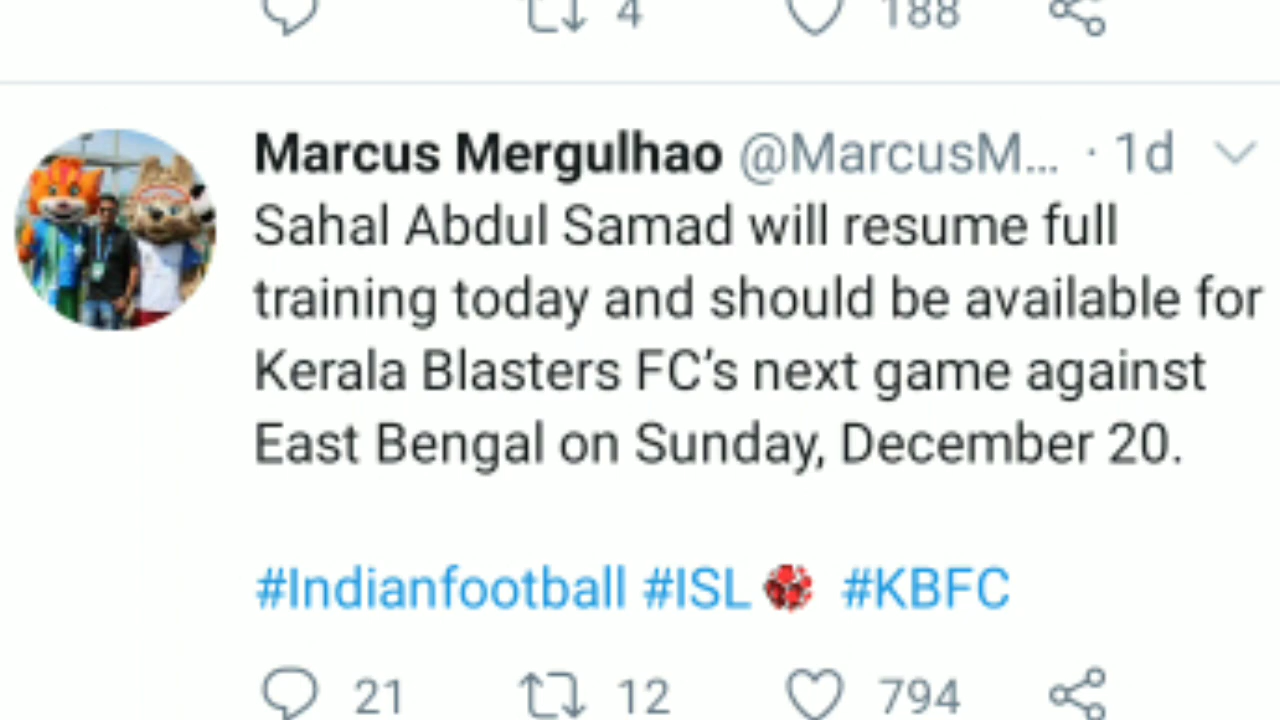 4 188
Marcus Mergulhao @MarcusM... · 1d
Sahal Abdul Samad will resume full
training today and should be available for
Kerala Blasters FC’s next game against
East Bengal on Sunday, December 20.
#Indianfootball #ISL #KBFC
21 12 794